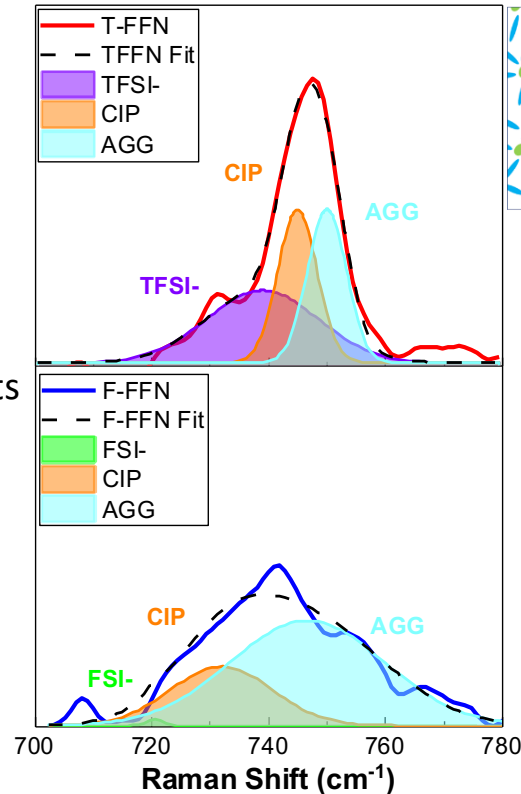 T-FFN
TFFN Fit
TFSI-
CIP
AGG
CIP
AGG
TFSI-
ts
F-FFN
F-FFN Fit
FSI-
CIP
AGG
CIP
AGG
FSI-
700 720 740 760 780
Raman Shift (cm⁻¹)